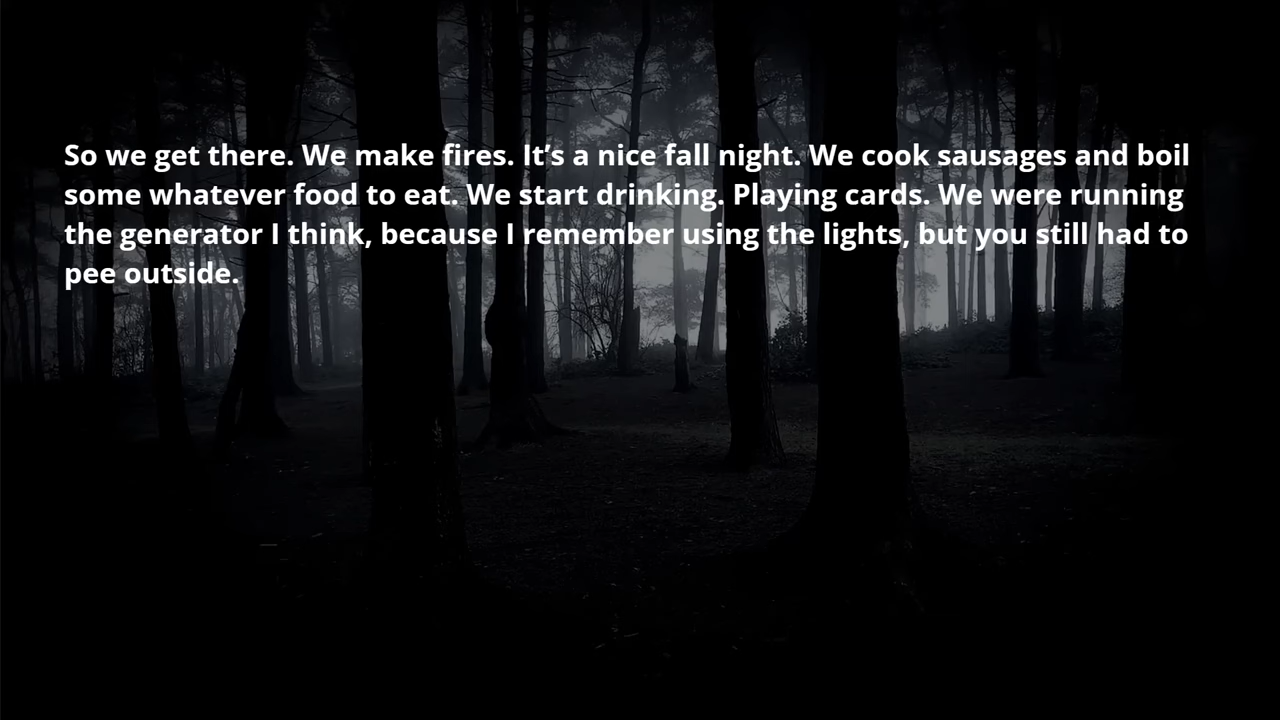 So we get there. We make fires. It’s a nice fall night. We cook sausages and boil
some whatever food to eat. We start drinking. Playing cards. We were running
the generator I think, because I remember using the lights, but you still had to
pee outside.